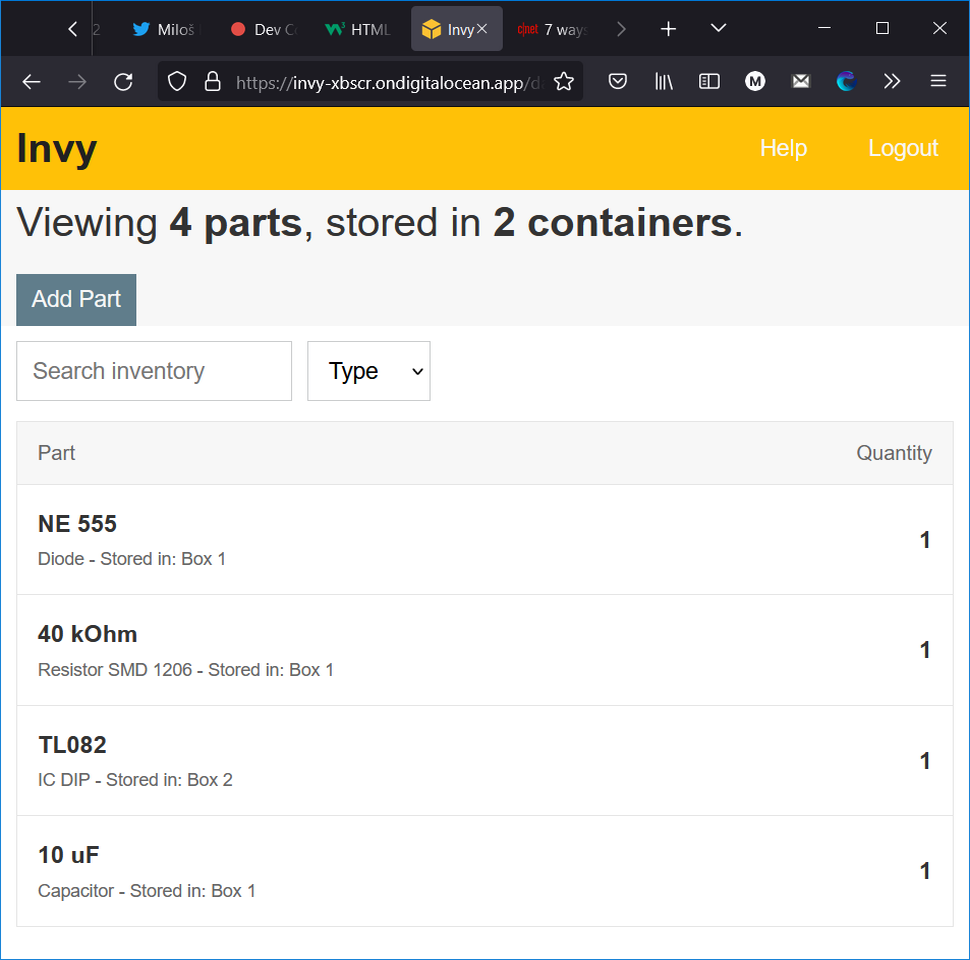 2 Miloš Dev C HTML Invy 7 way
https://invy-xbscr.ondigitalocean.app/d
M
Invy Help Logout
Viewing 4 parts, stored in 2 containers.
Add Part
Search inventory Type
Part Quantity
NE 555
Diode - Stored in: Box 1
1
40 kOhm
Resistor SMD 1206 - Stored in: Box 1
1
TL082
IC DIP - Stored in: Box 2
1
10 uF
Capacitor - Stored in: Box 1
1